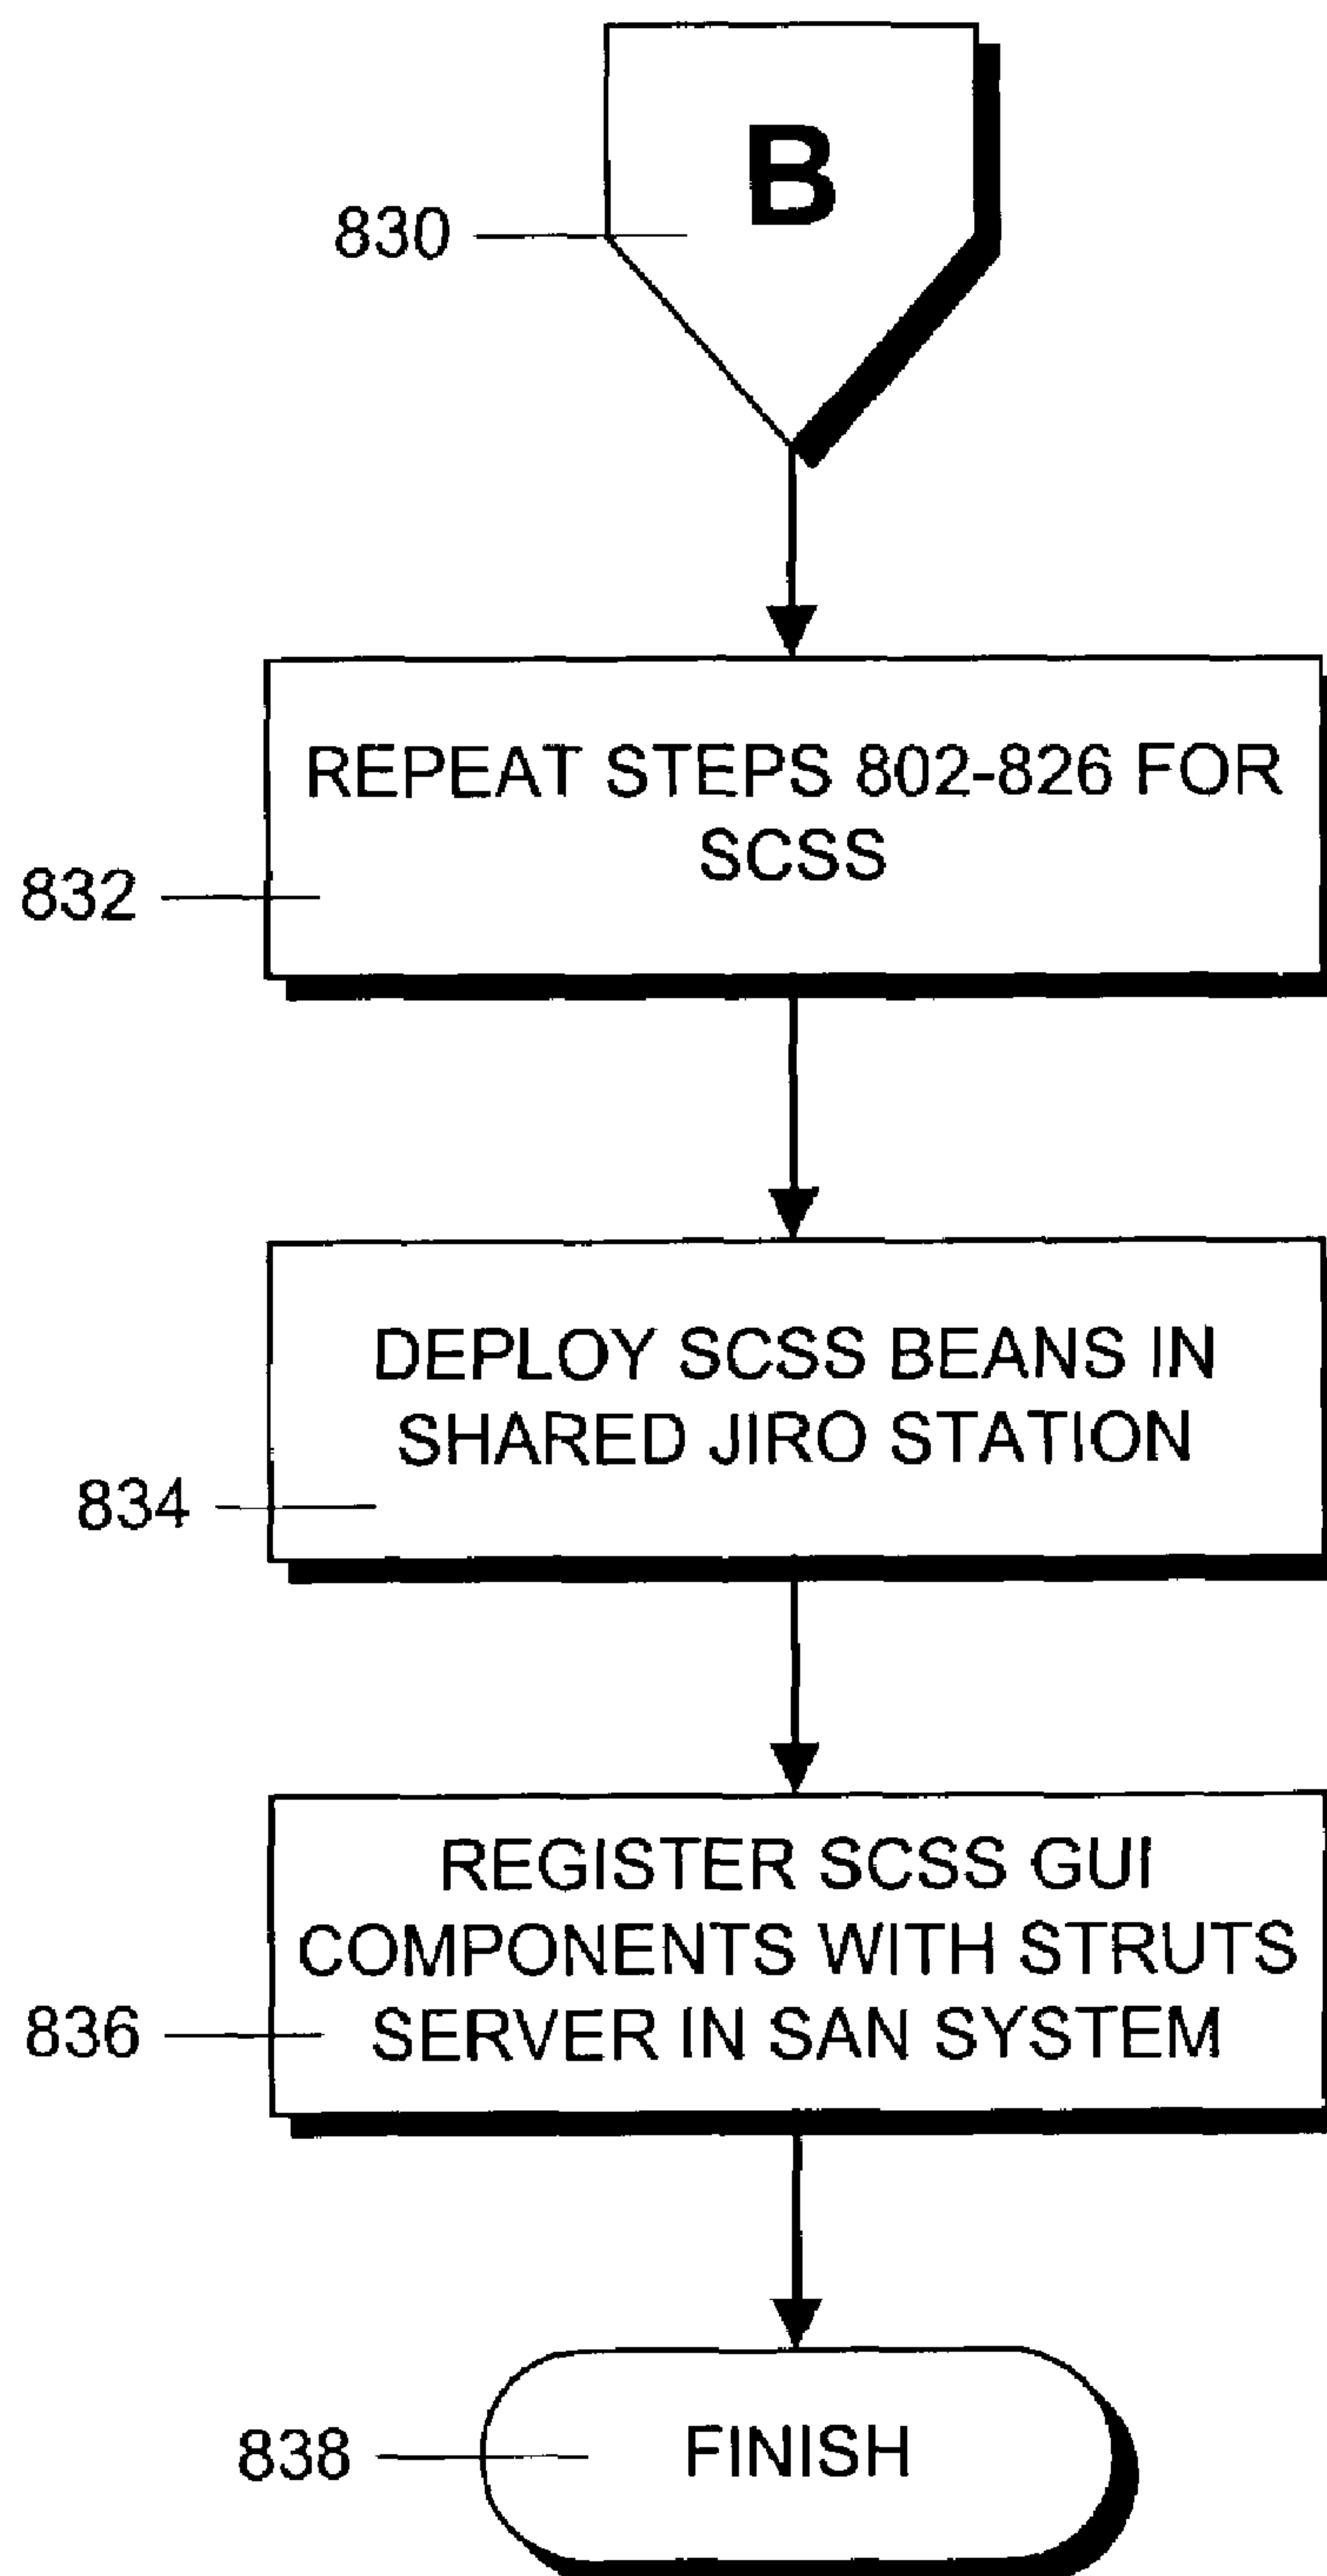 B
830
REPEAT STEPS 802-826 FOR
SCSS
832
DEPLOY SCSS BEANS IN
SHARED JIRO STATION
834
REGISTER SCSS GUI
COMPONENTS WITH STRUTS
SERVER IN SAN SYSTEM
836
FINISH
838